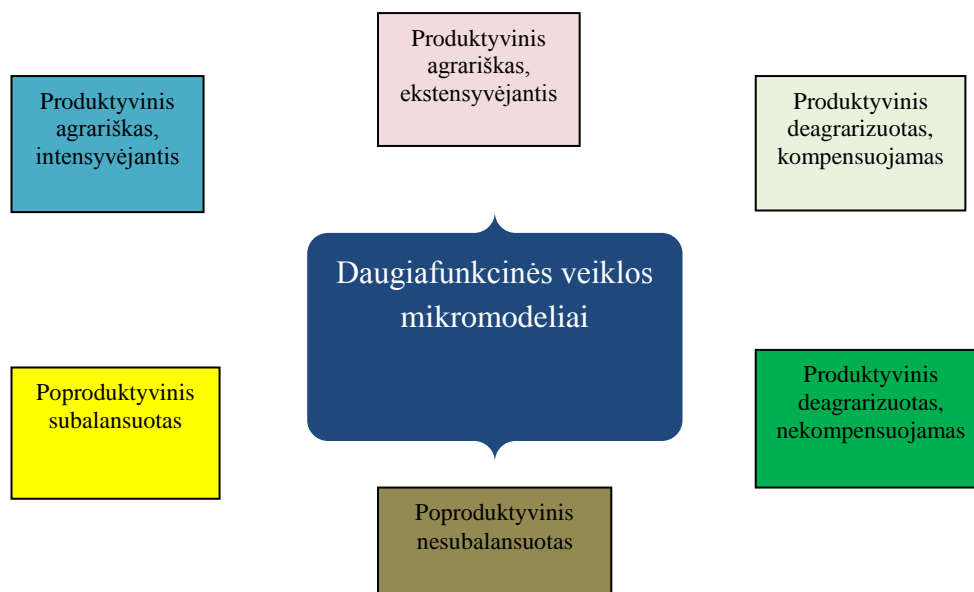 Produktyvinis
agrariškas,
ekstensyvėjantis
Produktyvinis
agrariškas,
intensyvėjantis
Produktyvinis
deagrarizuotas,
kompensuojamas
Daugiafunkcinės veiklos
mikromodeliai
Poproduktyvinis
subalansuotas
Produktyvinis
deagrarizuotas,
nekompensuojamas
Poproduktyvinis
nesubalansuotas